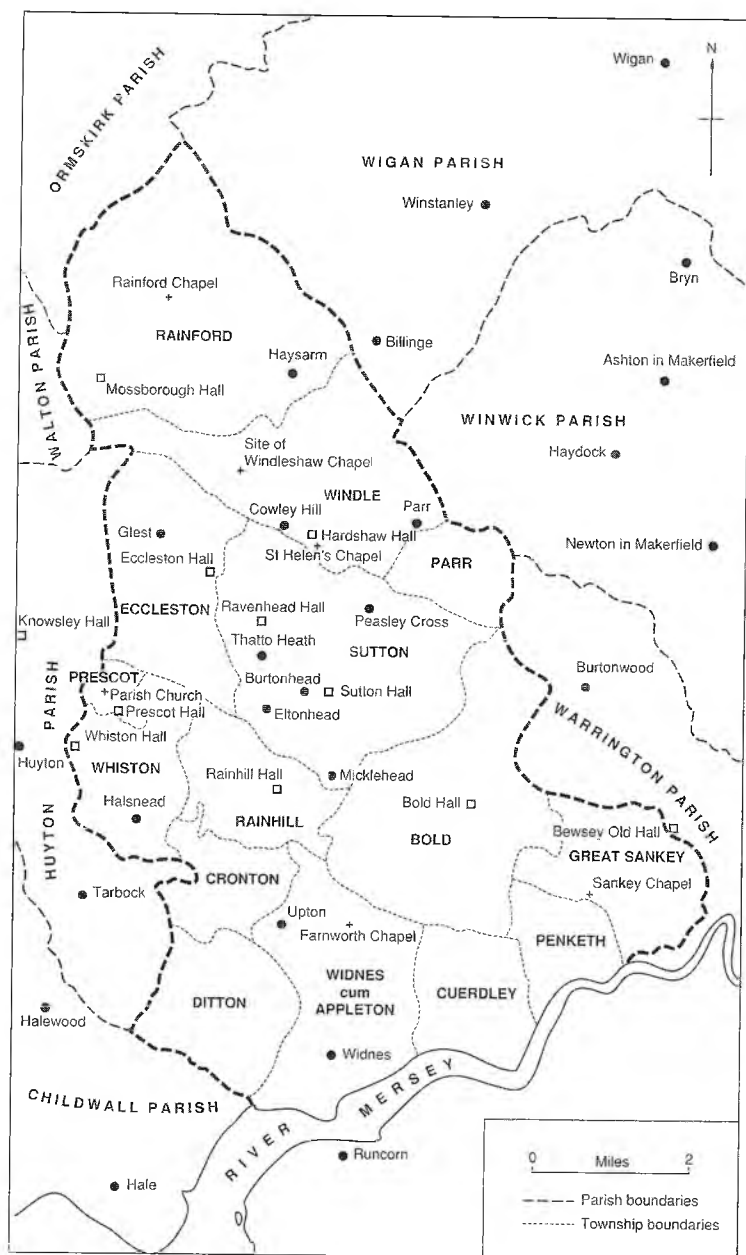 Wigan
N
ORMSKIRK PARISH
WIGAN PARISH
Winstanley
Bryn
Rainford Chapel
RAINFORD
Billinge
WALTON PARISH
Haysarm
Mossborough Hall
Ashton in Makerfield
WINWICK PARISH
Site of
Windleshaw Chapel
Haydock
WINDLE
Cowley Hill
Parr
Glest
Hardshaw Hall
St Helen's Chapel
Newton in Makerfield
Eccleston Hall
PARR
ECCLESTON
Ravenhead Hall
Peasley Cross
Knowsley Hall
Thatto Heath
SUTTON
PRESCOT
Burtonhead
Sutton Hall
Burtonwood
Parish Church
Prescot Hall
Eltonhead
HUYTON PARISH
WARRINGTON PARISH
Whiston Hall
Huyton
WHISTON
Rainhill Hall
Micklehead
Halsnead
RAINHILL
Bold Hall
BOLD
Bewsey Old Hall
GREAT SANKEY
CRONTON
Tarbock
Sankey Chapel
Upton
Farnworth Chapel
PENKETH
DITTON
WIDNES
cum
APPLETON
CUERDLEY
Halewood
Widnes
CHILDWALL PARISH
RIVER MERSEY
Runcorn
Hale
0 Miles 2
Parish boundaries
Township boundaries